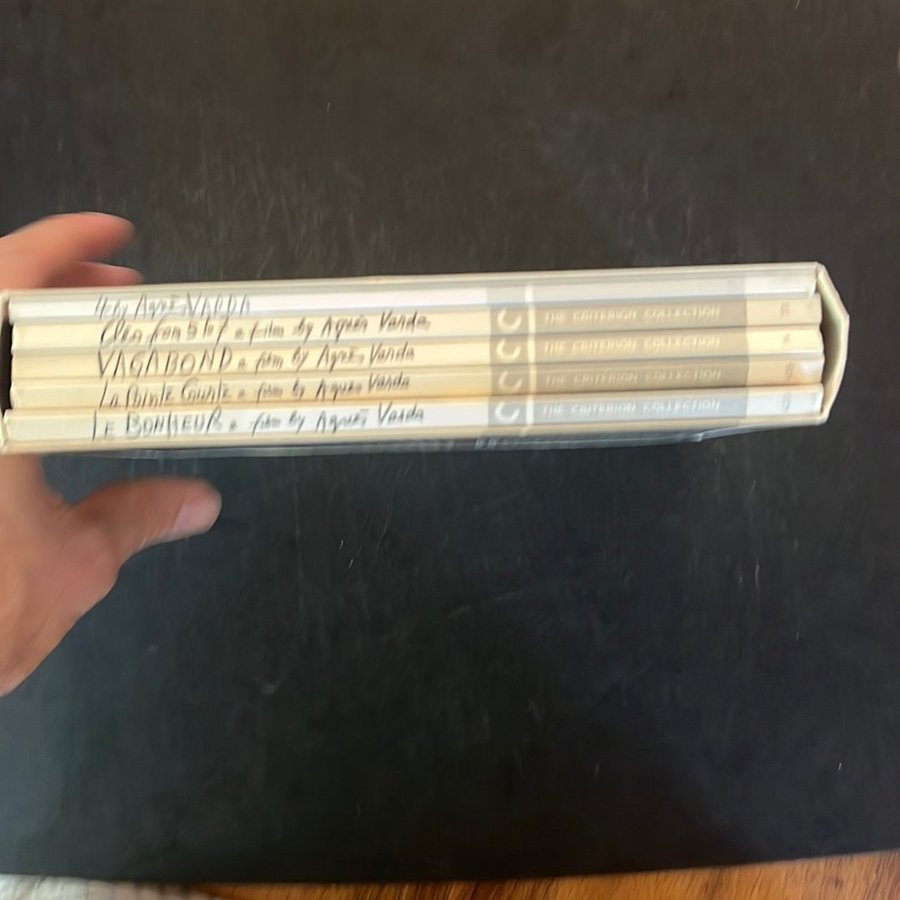 4 by Agnès VARDA
Cléo from 5 to 7 a film by Agnès Varda THE CRITERION COLLECTION
VAGABOND a film by Agnès Varda THE CRITERION COLLECTION
La Pointe Courte a film by Agnès Varda THE CRITERION COLLECTION
LE BONHEUR a film by Agnès Varda THE CRITERION COLLECTION